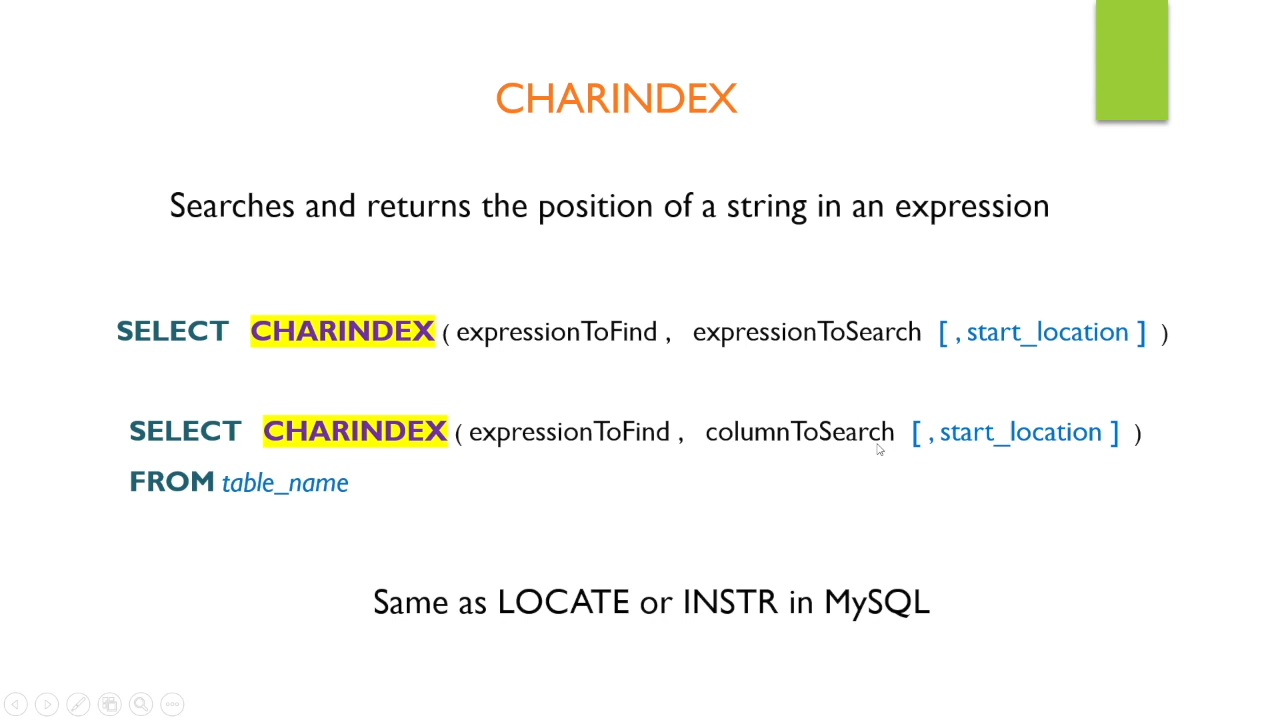 CHARINDEX
Searches and returns the position of a string in an expression
SELECT CHARINDEX ( expressionToFind , expressionToSearch [ , start_location ] )
SELECT CHARINDEX ( expressionToFind , columnToSearch [ , start_location ] )
FROM table_name
Same as LOCATE or INSTR in MySQL